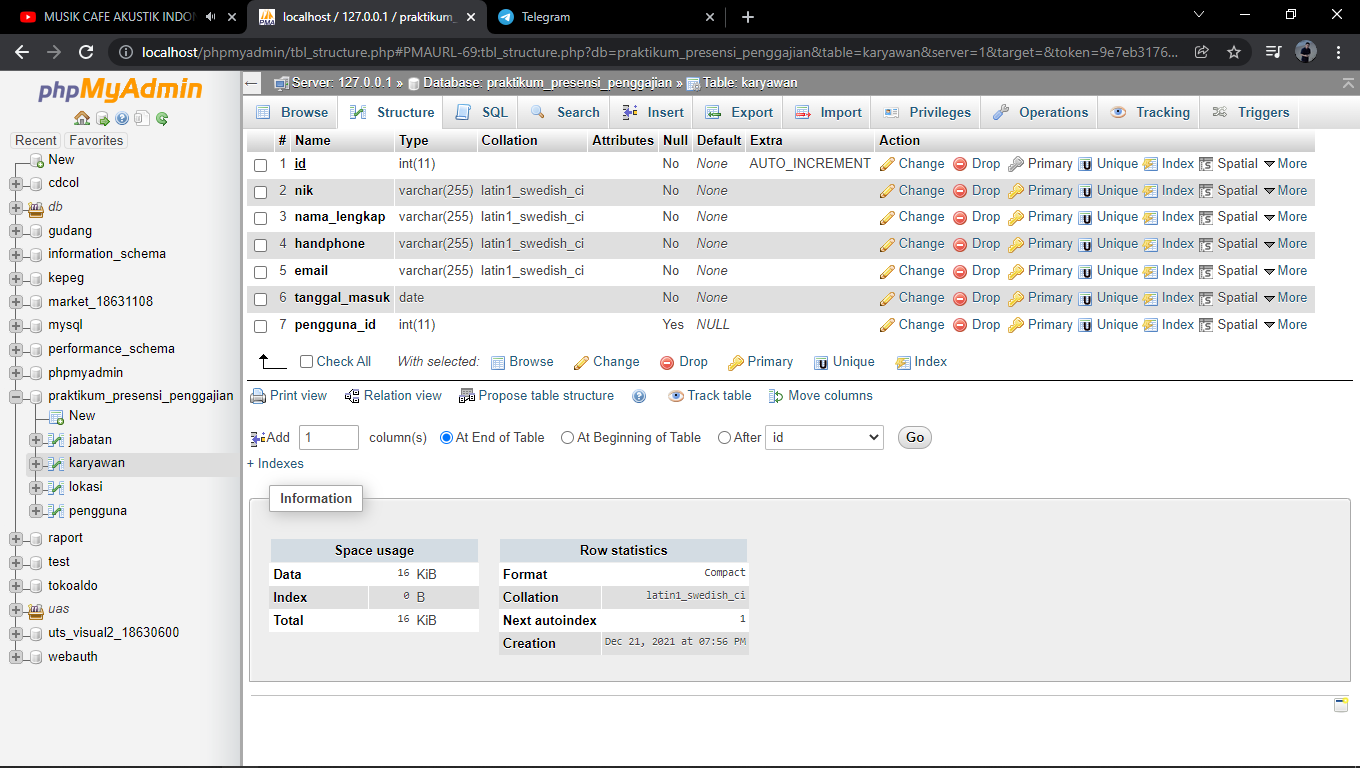 MUSIK CAFE AKUSTIK INDON
localhost / 127.0.0.1 / praktikum_
Telegram
localhost/phpmyadmin/tbl_structure.php#PMAURL-69:tbl_structure.php?db=praktikum_presensi_penggajian&table=karyawan&server=1&target=&token=9e7eb3176...
phpMyAdmin
Recent Favorites
New
cdcol
db
gudang
information_schema
kepeg
market_18631108
mysql
performance_schema
phpmyadmin
praktikum_presensi_penggajian
New
jabatan
karyawan
lokasi
pengguna
raport
test
tokoaldo
uas
uts_visual2_18630600
webauth
Server: 127.0.0.1 » Database: praktikum_presensi_penggajian » Table: karyawan
Browse Structure SQL Search Insert Export Import Privileges Operations Tracking Triggers
# Name Type Collation Attributes Null Default Extra Action
1 id int(11) No None AUTO_INCREMENT Change Drop Primary Unique Index Spatial More
2 nik varchar(255) latin1_swedish_ci No None Change Drop Primary Unique Index Spatial More
3 nama_lengkap varchar(255) latin1_swedish_ci No None Change Drop Primary Unique Index Spatial More
4 handphone varchar(255) latin1_swedish_ci No None Change Drop Primary Unique Index Spatial More
5 email varchar(255) latin1_swedish_ci No None Change Drop Primary Unique Index Spatial More
6 tanggal_masuk date No None Change Drop Primary Unique Index Spatial More
7 pengguna_id int(11) Yes NULL Change Drop Primary Unique Index Spatial More
Check All With selected: Browse Change Drop Primary Unique Index
Print view Relation view Propose table structure Track table Move columns
Add 1 column(s) At End of Table At Beginning of Table After id Go
+ Indexes
Information
Space usage
Data 16 KiB
Index 0 B
Total 16 KiB
Row statistics
Format Compact
Collation latin1_swedish_ci
Next autoindex 1
Creation Dec 21, 2021 at 07:56 PM